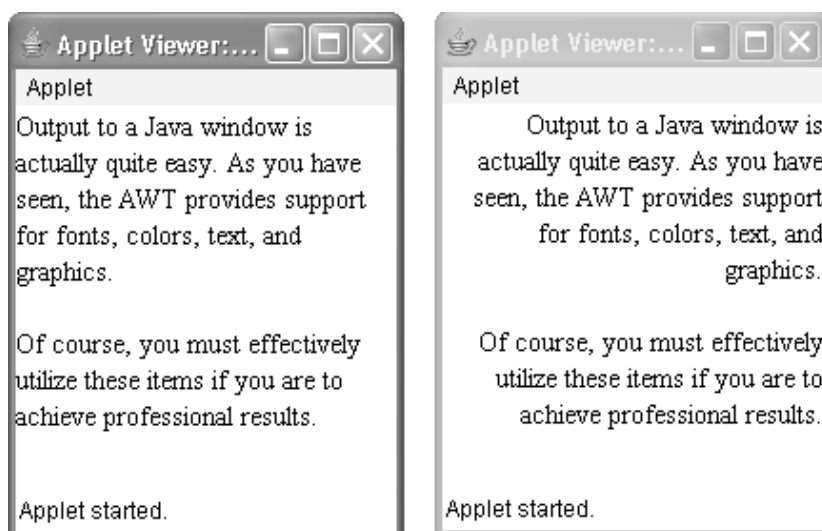 Applet Viewer:...
Applet
Output to a Java window is
actually quite easy. As you have
seen, the AWT provides support
for fonts, colors, text, and
graphics.
Of course, you must effectively
utilize these items if you are to
achieve professional results.
Applet started.
Applet Viewer:...
Applet
Output to a Java window is
actually quite easy. As you have
seen, the AWT provides support
for fonts, colors, text, and
graphics.
Of course, you must effectively
utilize these items if you are to
achieve professional results.
Applet started.